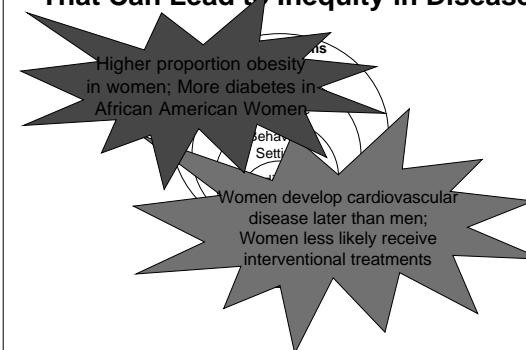 That Can Lead to Inequity in Disease
Higher proportion obesity
in women; More diabetes in
African American Women
Women develop cardiovascular
disease later than men;
Women less likely receive
interventional treatments